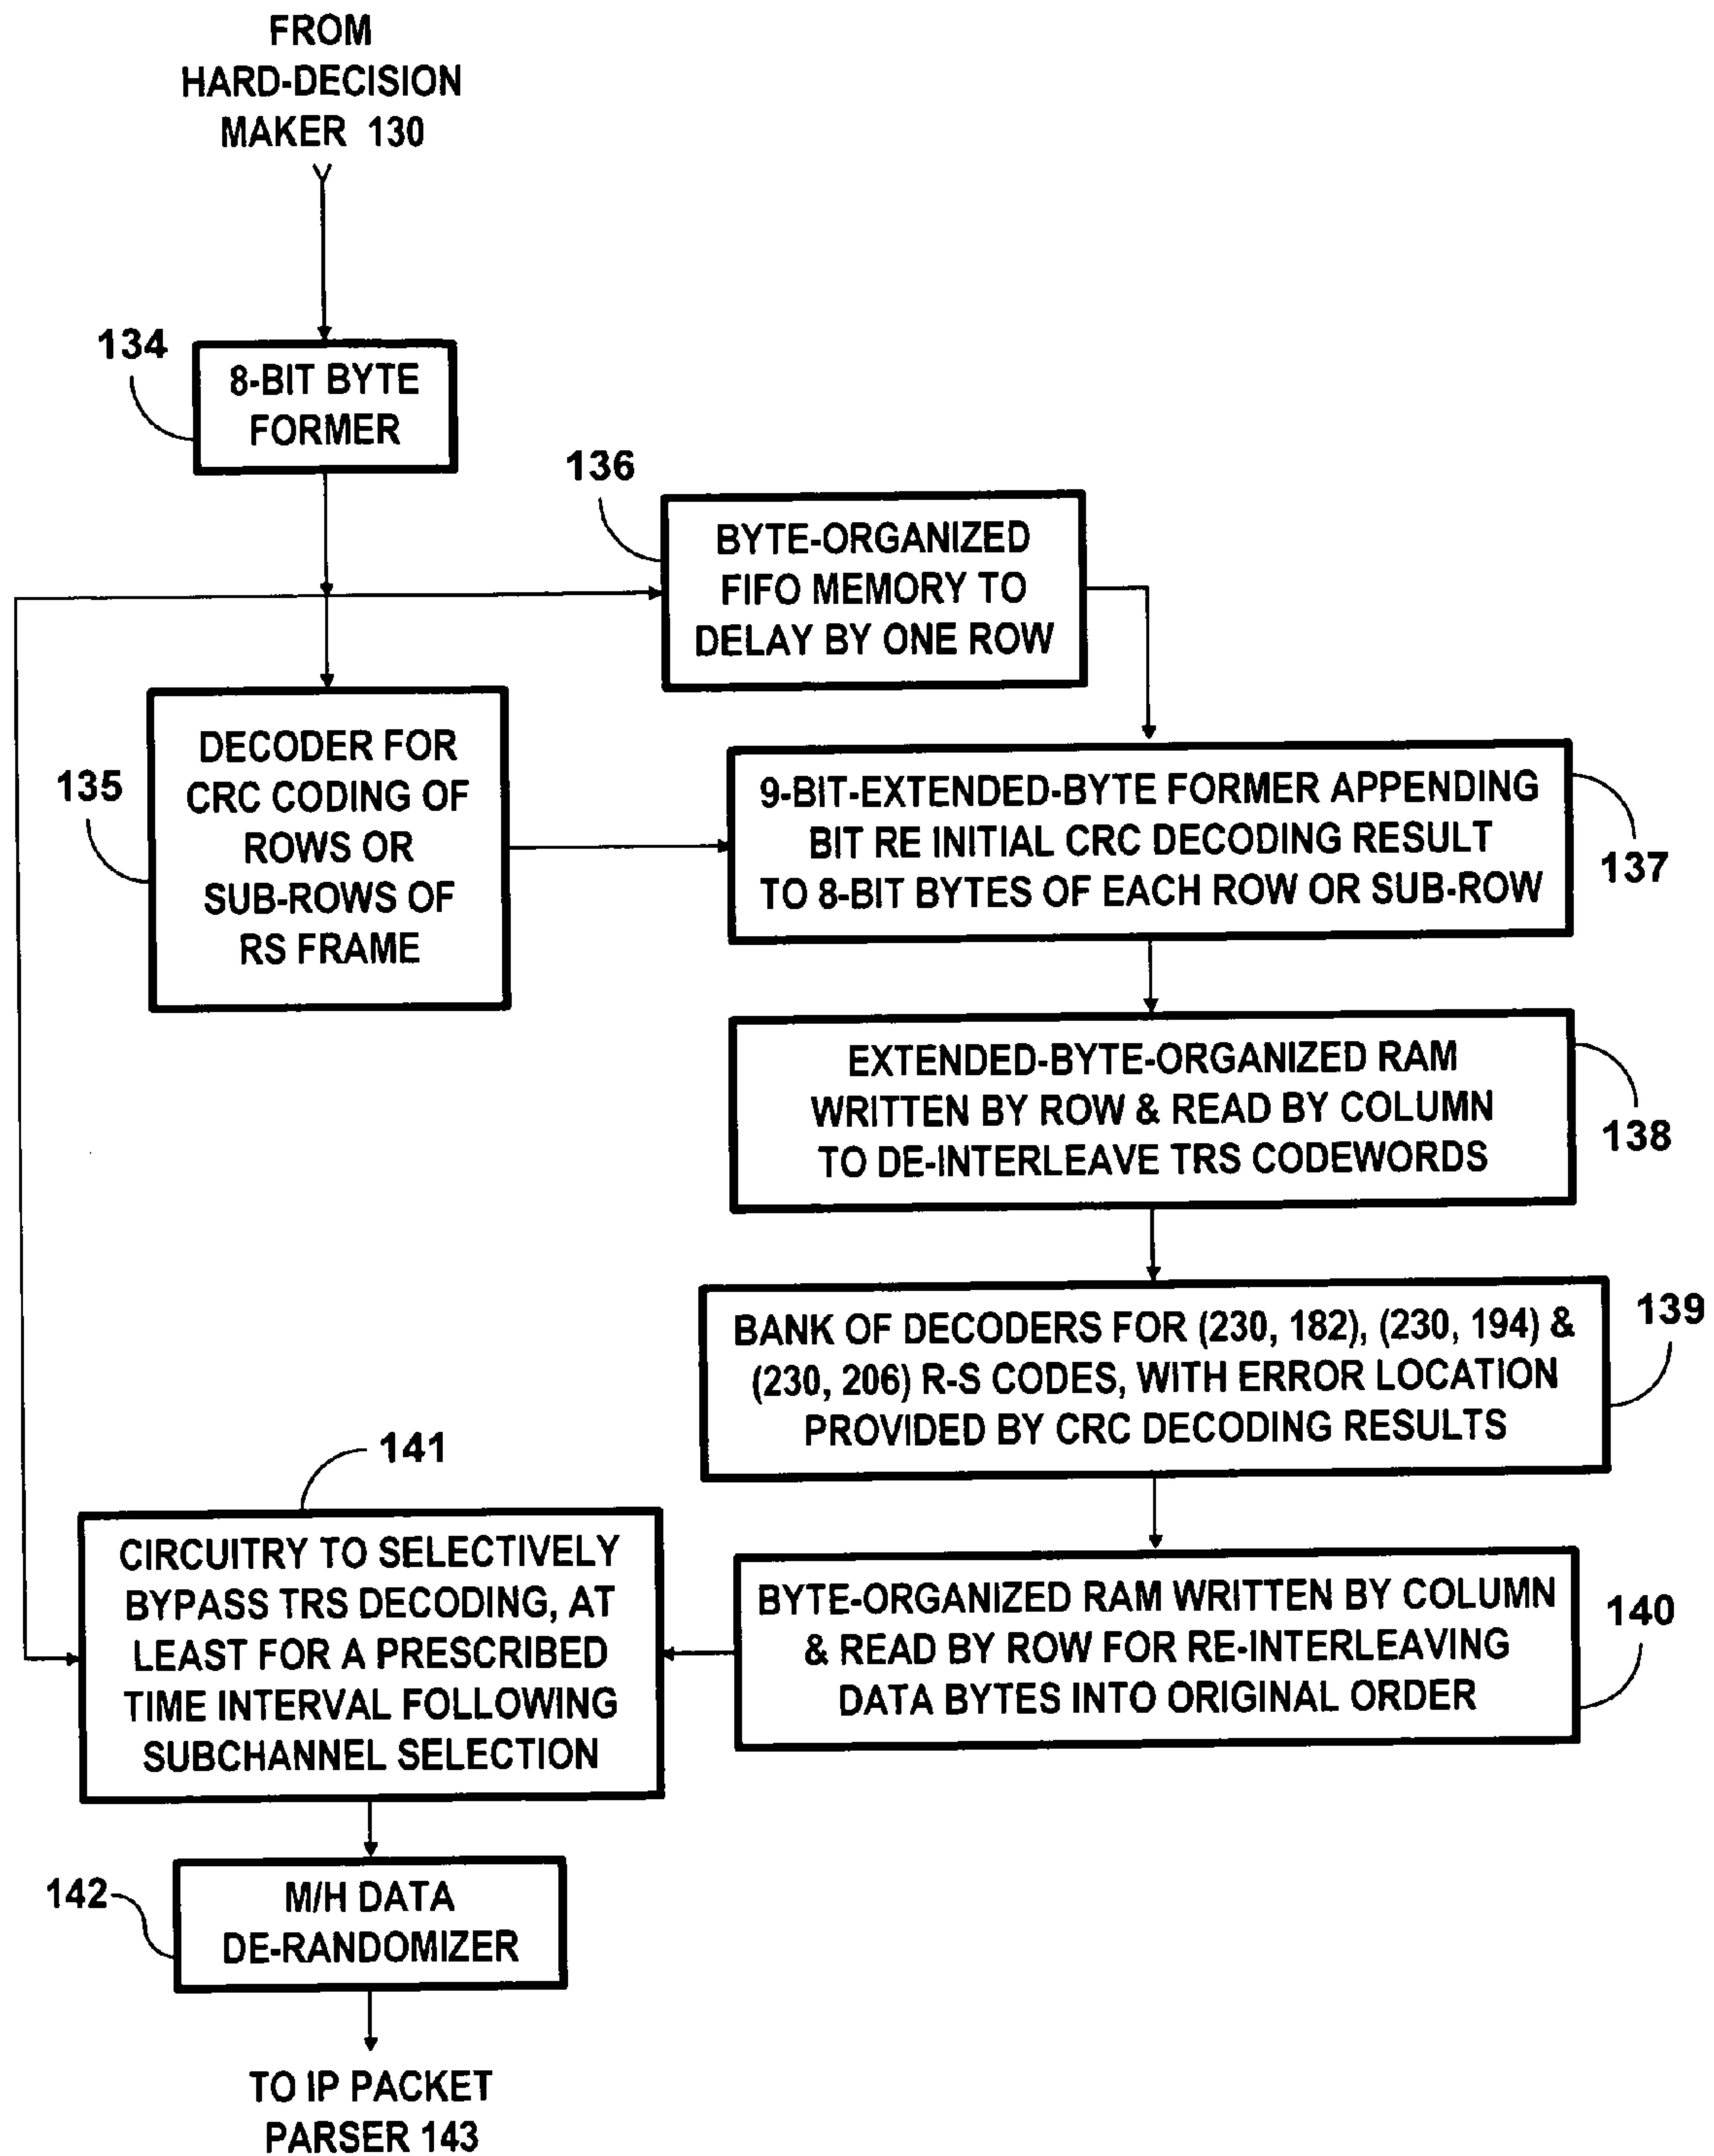 FROM
HARD-DECISION
MAKER 130
134
8-BIT BYTE
FORMER
136
BYTE-ORGANIZED
FIFO MEMORY TO
DELAY BY ONE ROW
135
DECODER FOR
CRC CODING OF
ROWS OR
SUB-ROWS OF
RS FRAME
9-BIT-EXTENDED-BYTE FORMER APPENDING
BIT RE INITIAL CRC DECODING RESULT
TO 8-BIT BYTES OF EACH ROW OR SUB-ROW
137
EXTENDED-BYTE-ORGANIZED RAM
WRITTEN BY ROW & READ BY COLUMN
TO DE-INTERLEAVE TRS CODEWORDS
138
BANK OF DECODERS FOR (230, 182), (230, 194) &
(230, 206) R-S CODES, WITH ERROR LOCATION
PROVIDED BY CRC DECODING RESULTS
139
141
CIRCUITRY TO SELECTIVELY
BYPASS TRS DECODING, AT
LEAST FOR A PRESCRIBED
TIME INTERVAL FOLLOWING
SUBCHANNEL SELECTION
BYTE-ORGANIZED RAM WRITTEN BY COLUMN
& READ BY ROW FOR RE-INTERLEAVING
DATA BYTES INTO ORIGINAL ORDER
140
142
M/H DATA
DE-RANDOMIZER
TO IP PACKET
PARSER 143